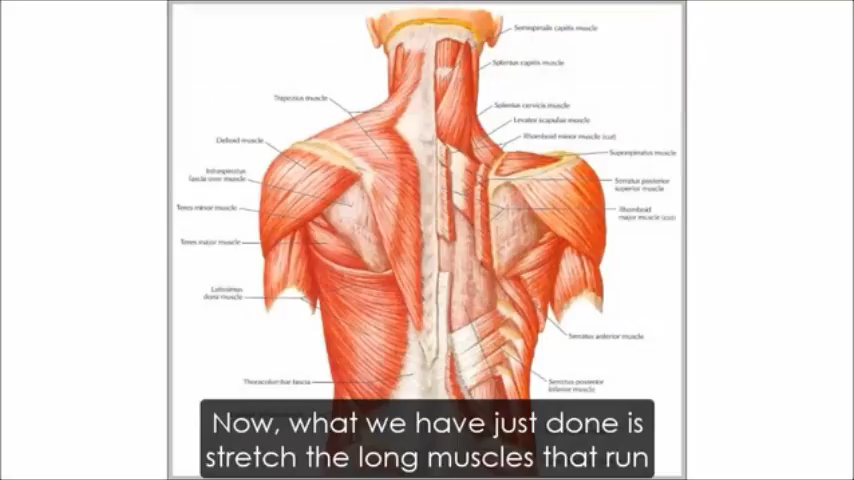 Semispinalis capitis muscle
Splenius capitis muscle
Trapezius muscle
Splenius cervicis muscle
Levator scapulae muscle
Rhomboid minor muscle (cut)
Deltoid muscle
Supraspinatus muscle
Infraspinatus
fascia over muscle
Serratus posterior
superior muscle
Teres minor muscle
Rhomboid
major muscle (cut)
Teres major muscle
Latissimus
dorsi muscle
Serratus anterior muscle
Thoracolumbar fascia
Serratus posterior
inferior muscle
Now, what we have just done is
stretch the long muscles that run